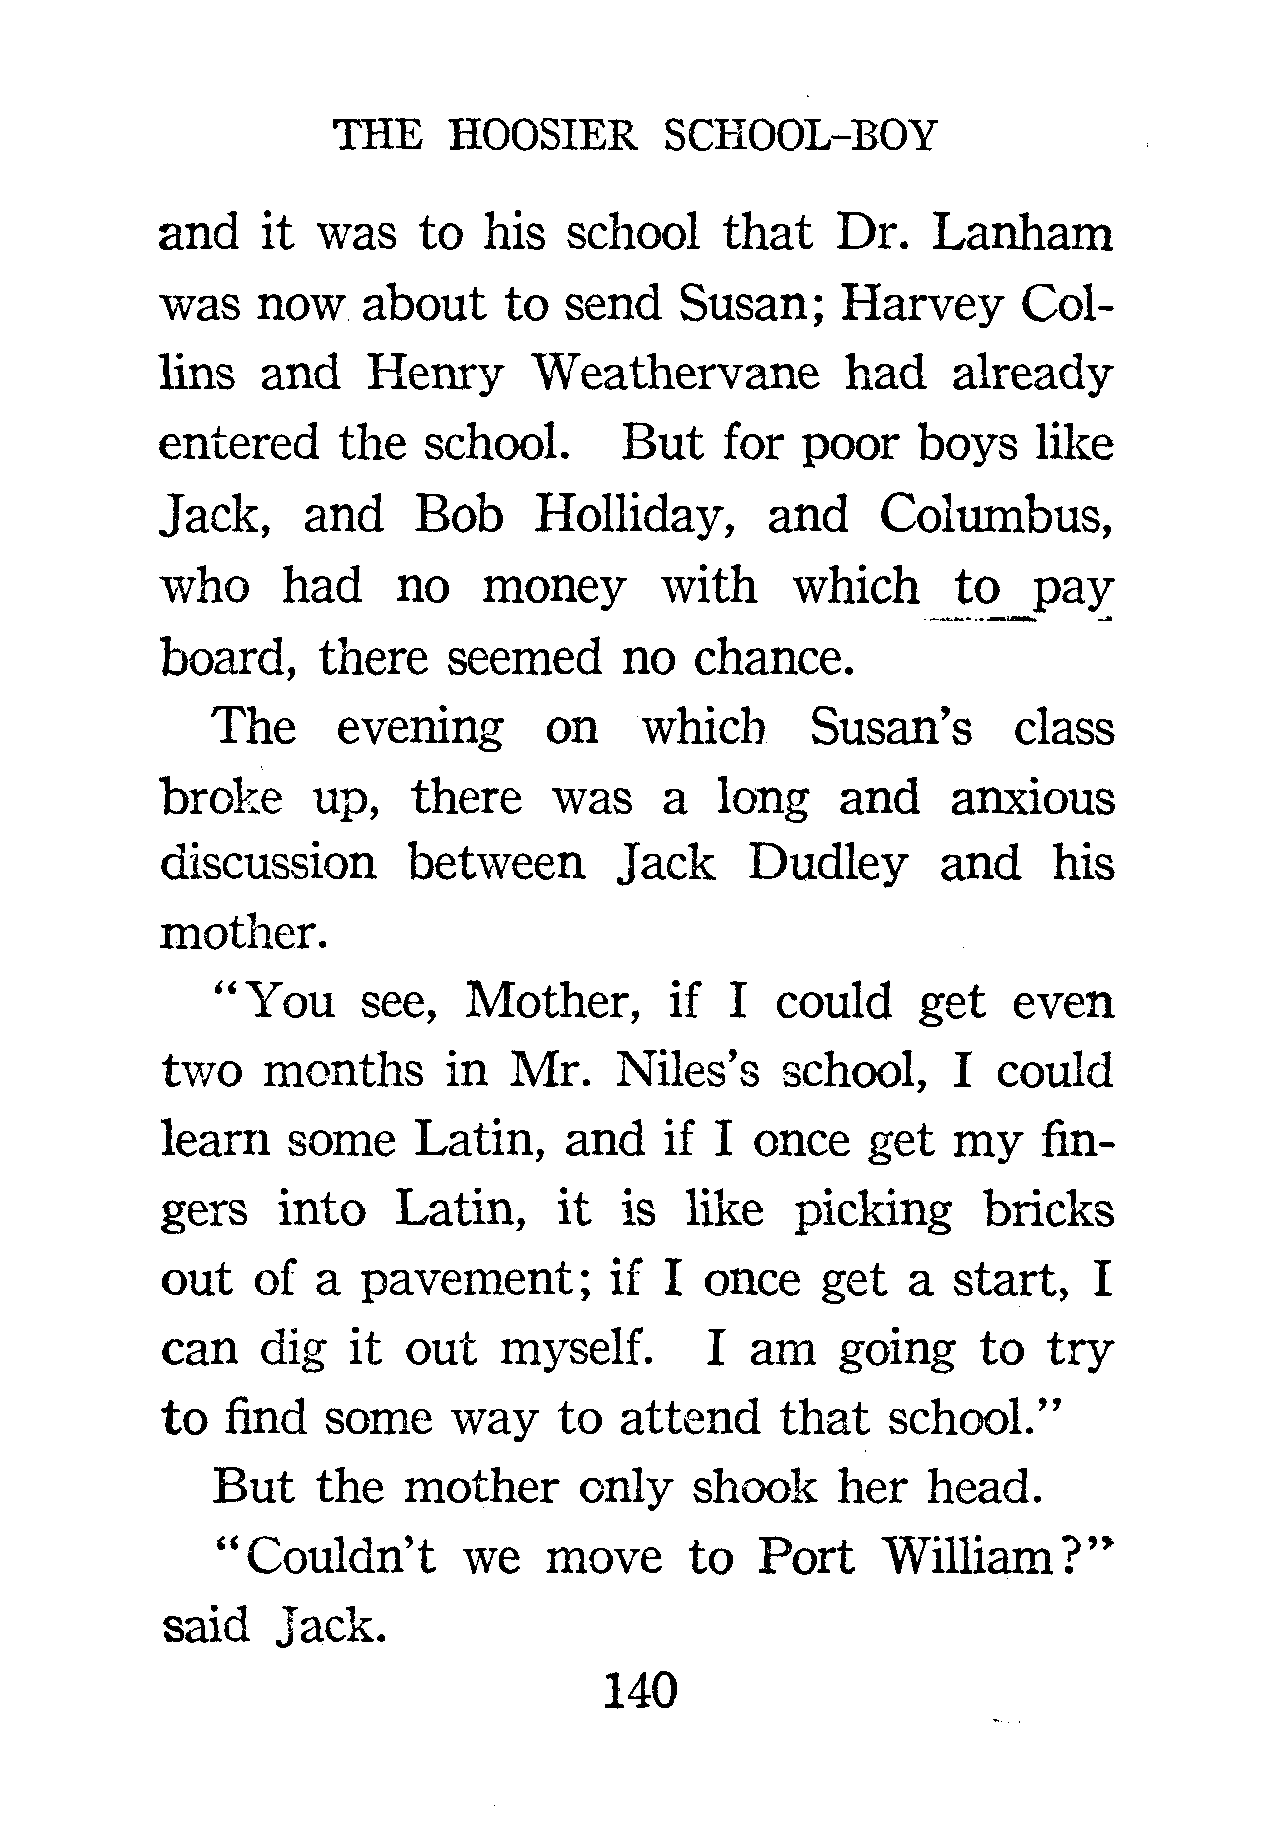 THE HOOSIER SCHOOL-BOY
and it was to his school that Dr. Lanham
was now about to send Susan; Harvey Col-
lins and Henry Weathervane had already
entered the school. But for poor boys like
Jack, and Bob Holliday, and Columbus,
who had no money with which to pay
board, there seemed no chance.
The evening on which Susan's class
broke up, there was a long and anxious
discussion between Jack Dudley and his
mother.
"You see, Mother, if I could get even
two months in Mr. Niles's school, I could
learn some Latin, and if I once get my fin-
gers into Latin, it is like picking bricks
out of a pavement; if I once get a start, I
can dig it out myself. I am going to try
to find some way to attend that school."
But the mother only shook her head.
"Couldn't we move to Port William?"
said Jack.
140